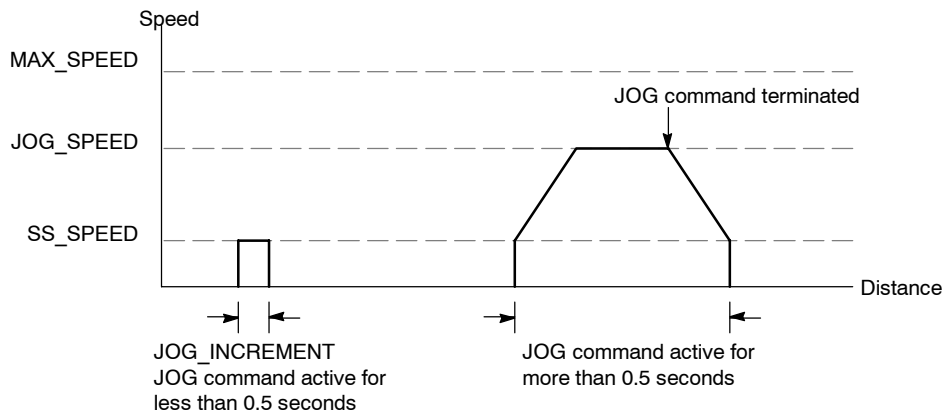 Speed
MAX_SPEED
JOG command terminated
JOG_SPEED
SS_SPEED
Distance
JOG_INCREMENT
JOG command active for
less than 0.5 seconds
JOG command active for
more than 0.5 seconds